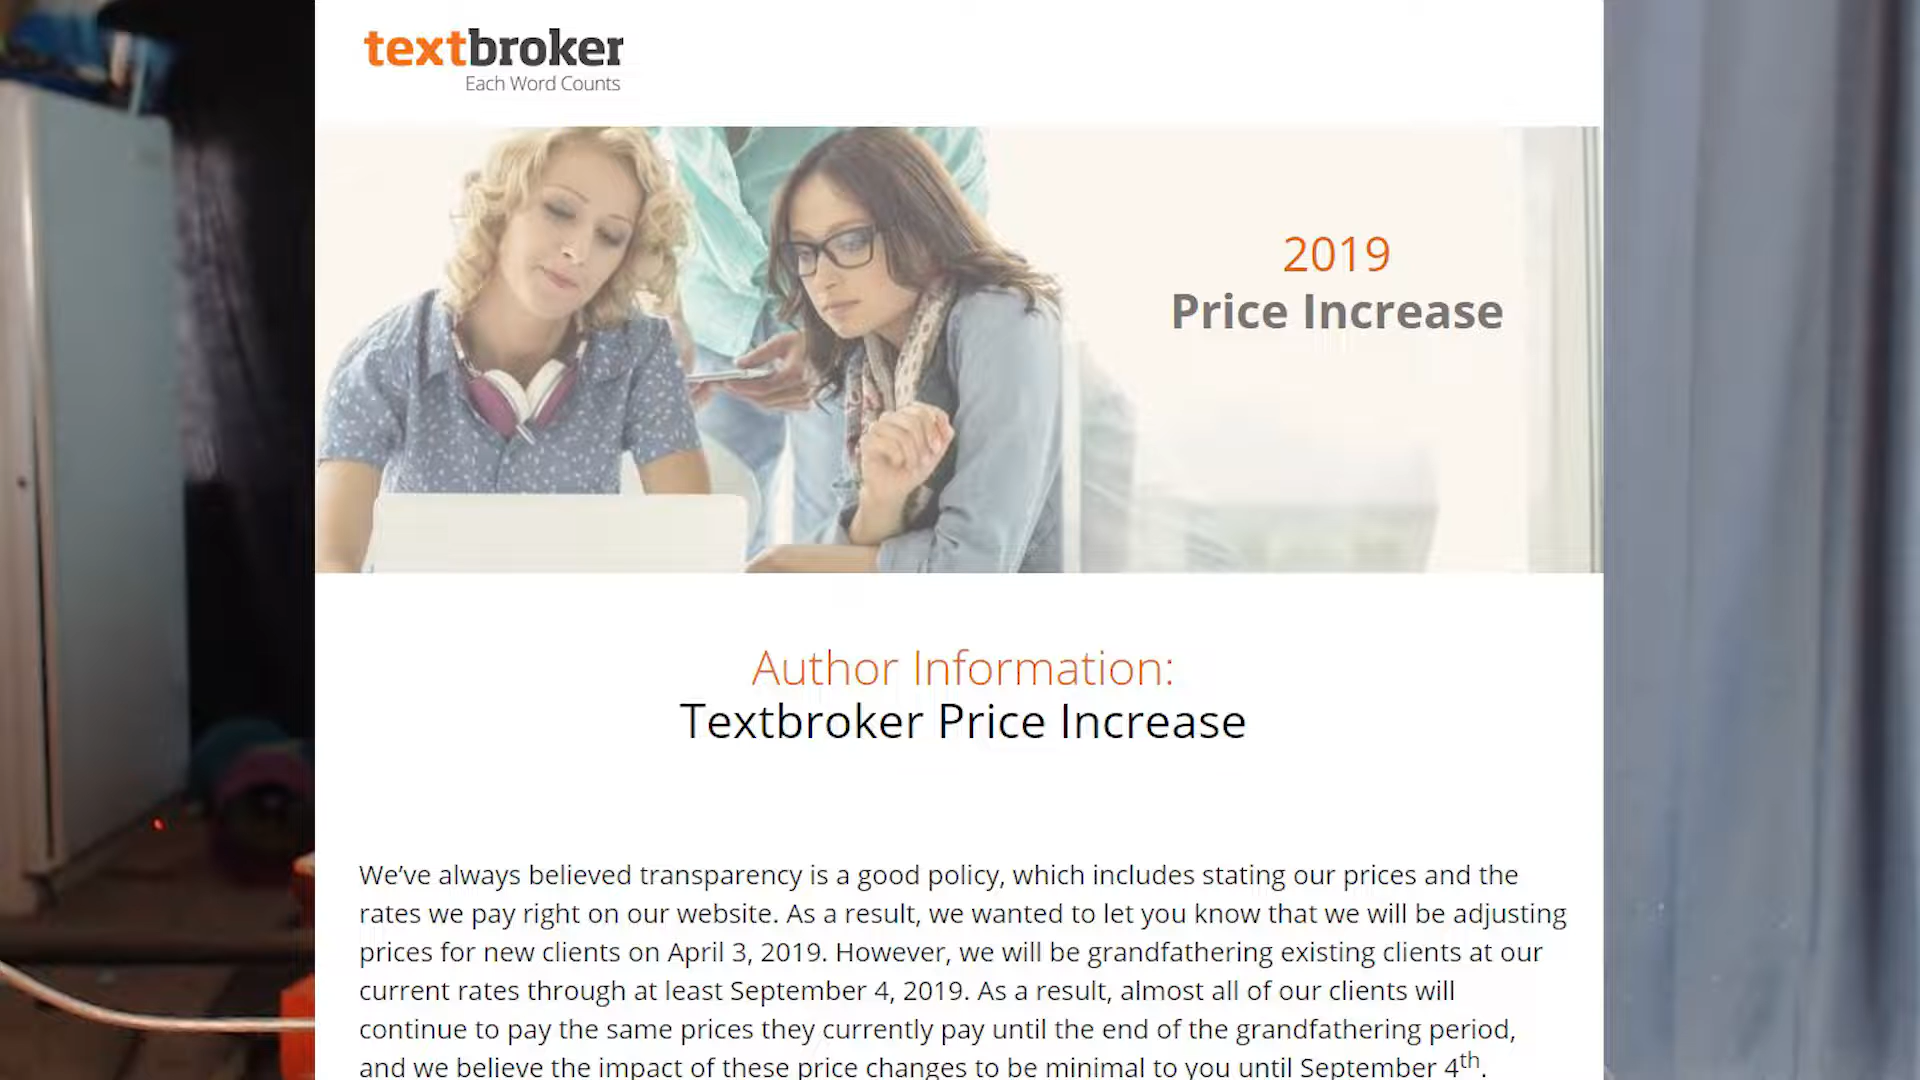 textbroker
Each Word Counts
2019
Price Increase
Author Information:
Textbroker Price Increase
We’ve always believed transparency is a good policy, which includes stating our prices and the
rates we pay right on our website. As a result, we wanted to let you know that we will be adjusting
prices for new clients on April 3, 2019. However, we will be grandfathering existing clients at our
current rates through at least September 4, 2019. As a result, almost all of our clients will
continue to pay the same prices they currently pay until the end of the grandfathering period,
and we believe the impact of these price changes to be minimal to you until September 4th.